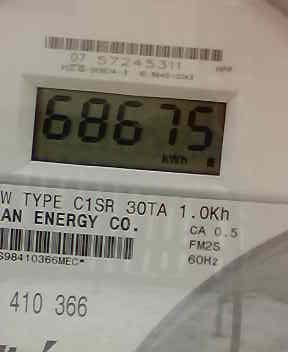 07 57245311
68675
kWh
W TYPE C1SR 30TA 1.0Kh
AN ENERGY CO.
CA 0.5
FM2S
60Hz
S98410366MEC*
410 366